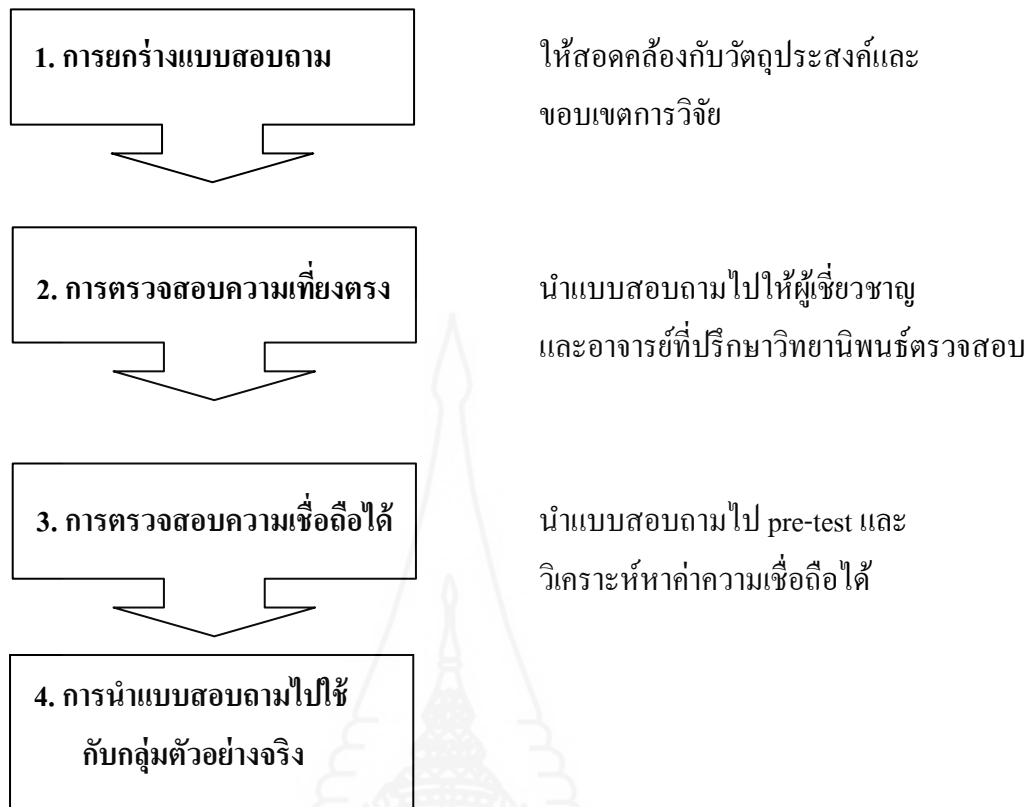 1. การยกร่างแบบสอบถาม
ให้สอดคล้องกับวัตถุประสงค์และ
ขอบเขตการวิจัย
2. การตรวจสอบความเที่ยงตรง
นำแบบสอบถามไปให้ผู้เชี่ยวชาญ
และอาจารย์ที่ปรึกษาวิทยานิพนธ์ตรวจสอบ
3. การตรวจสอบความเชื่อถือได้
นำแบบสอบถามไป pre-test และ
วิเคราะห์หาค่าความเชื่อถือได้
4. การนำแบบสอบถามไปใช้
กับกลุ่มตัวอย่างจริง